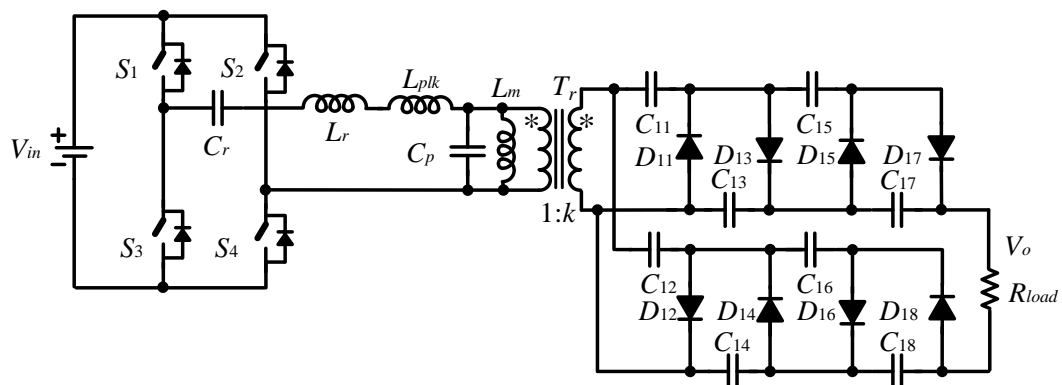 S1
S2
Lplk
Lm
Tr
C11
C15
Vin
+
Cr
Lr
Cp
*
*
D11
D13
D15
D17
C13
C17
1:k
S3
S4
Vo
C12
C16
Rload
D12
D14
D16
D18
C14
C18